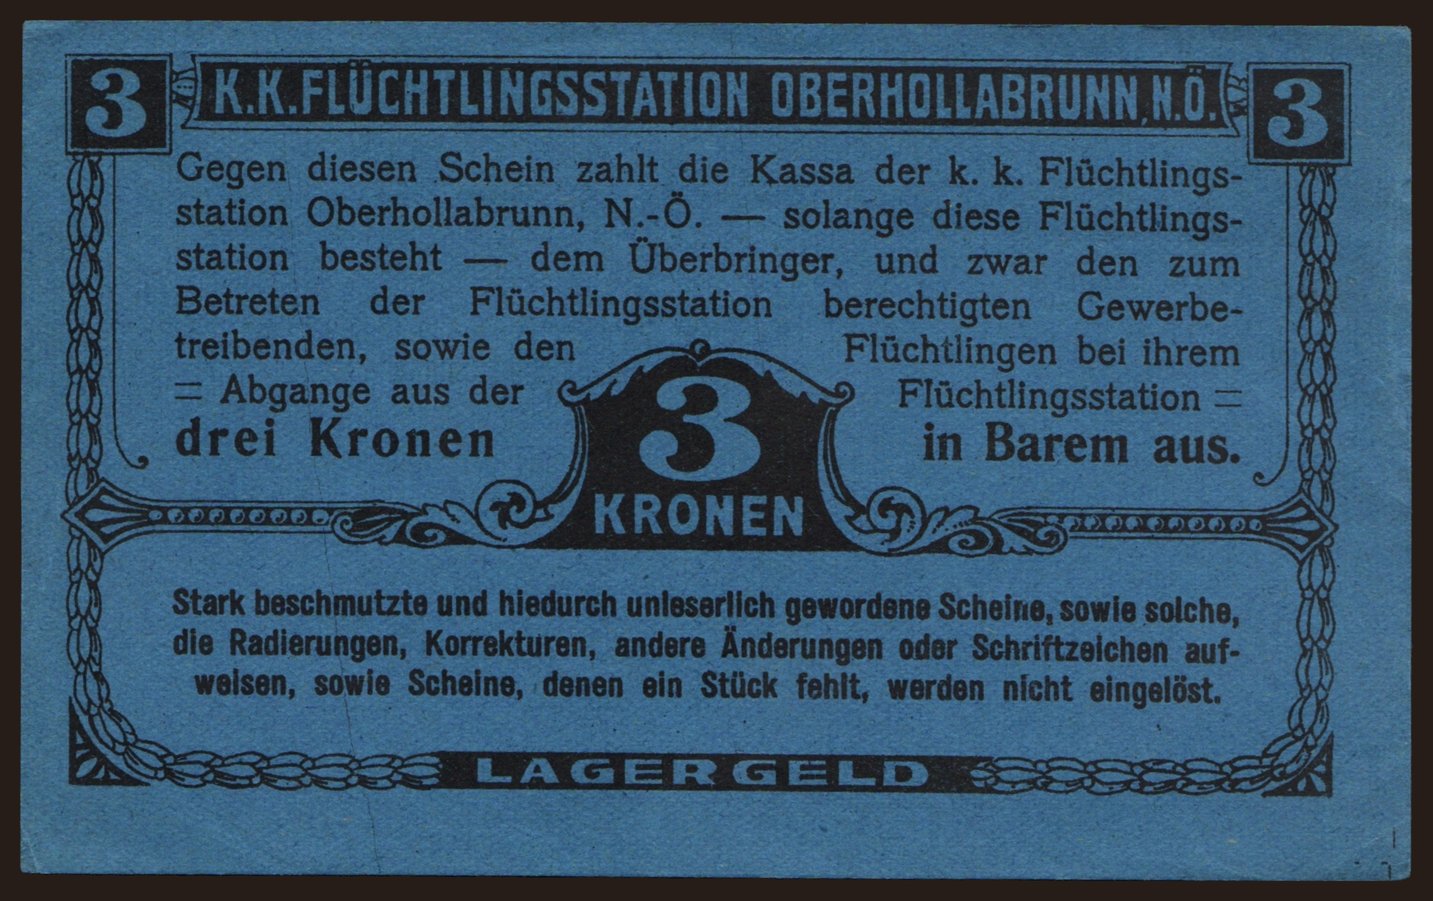 3 K.K.FLÜCHTLINGSSTATION OBERHOLLABRUNN, N.Ö. 3
Gegen diesen Schein zahlt die Kassa der k. k. Flüchtlings-
station Oberhollabrunn, N.-Ö. — solange diese Flüchtlings-
station besteht — dem Überbringer, und zwar den zum
Betreten der Flüchtlingsstation berechtigten Gewerbe-
treibenden, sowie den Flüchtlingen bei ihrem
= Abgange aus der Flüchtlingsstation =
drei Kronen in Barem aus.
3
KRONEN
Stark beschmutzte und hiedurch unleserlich gewordene Scheine, sowie solche,
die Radierungen, Korrekturen, andere Änderungen oder Schriftzeichen auf-
weisen, sowie Scheine, denen ein Stück fehlt, werden nicht eingelöst.
LAGERGELD